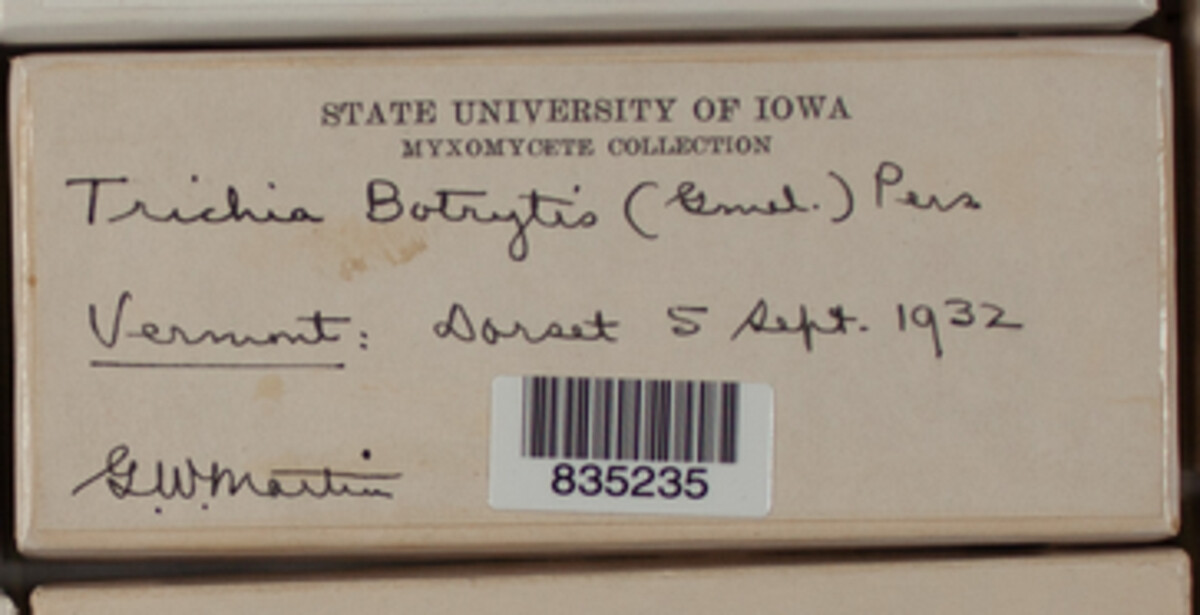 STATE UNIVERSITY OF IOWA
MYXOMYCETE COLLECTION
Trichia Botrytis (Gmel.) Pers
Vermont: Dorset 5 Sept. 1932
G.W. Martin
835235